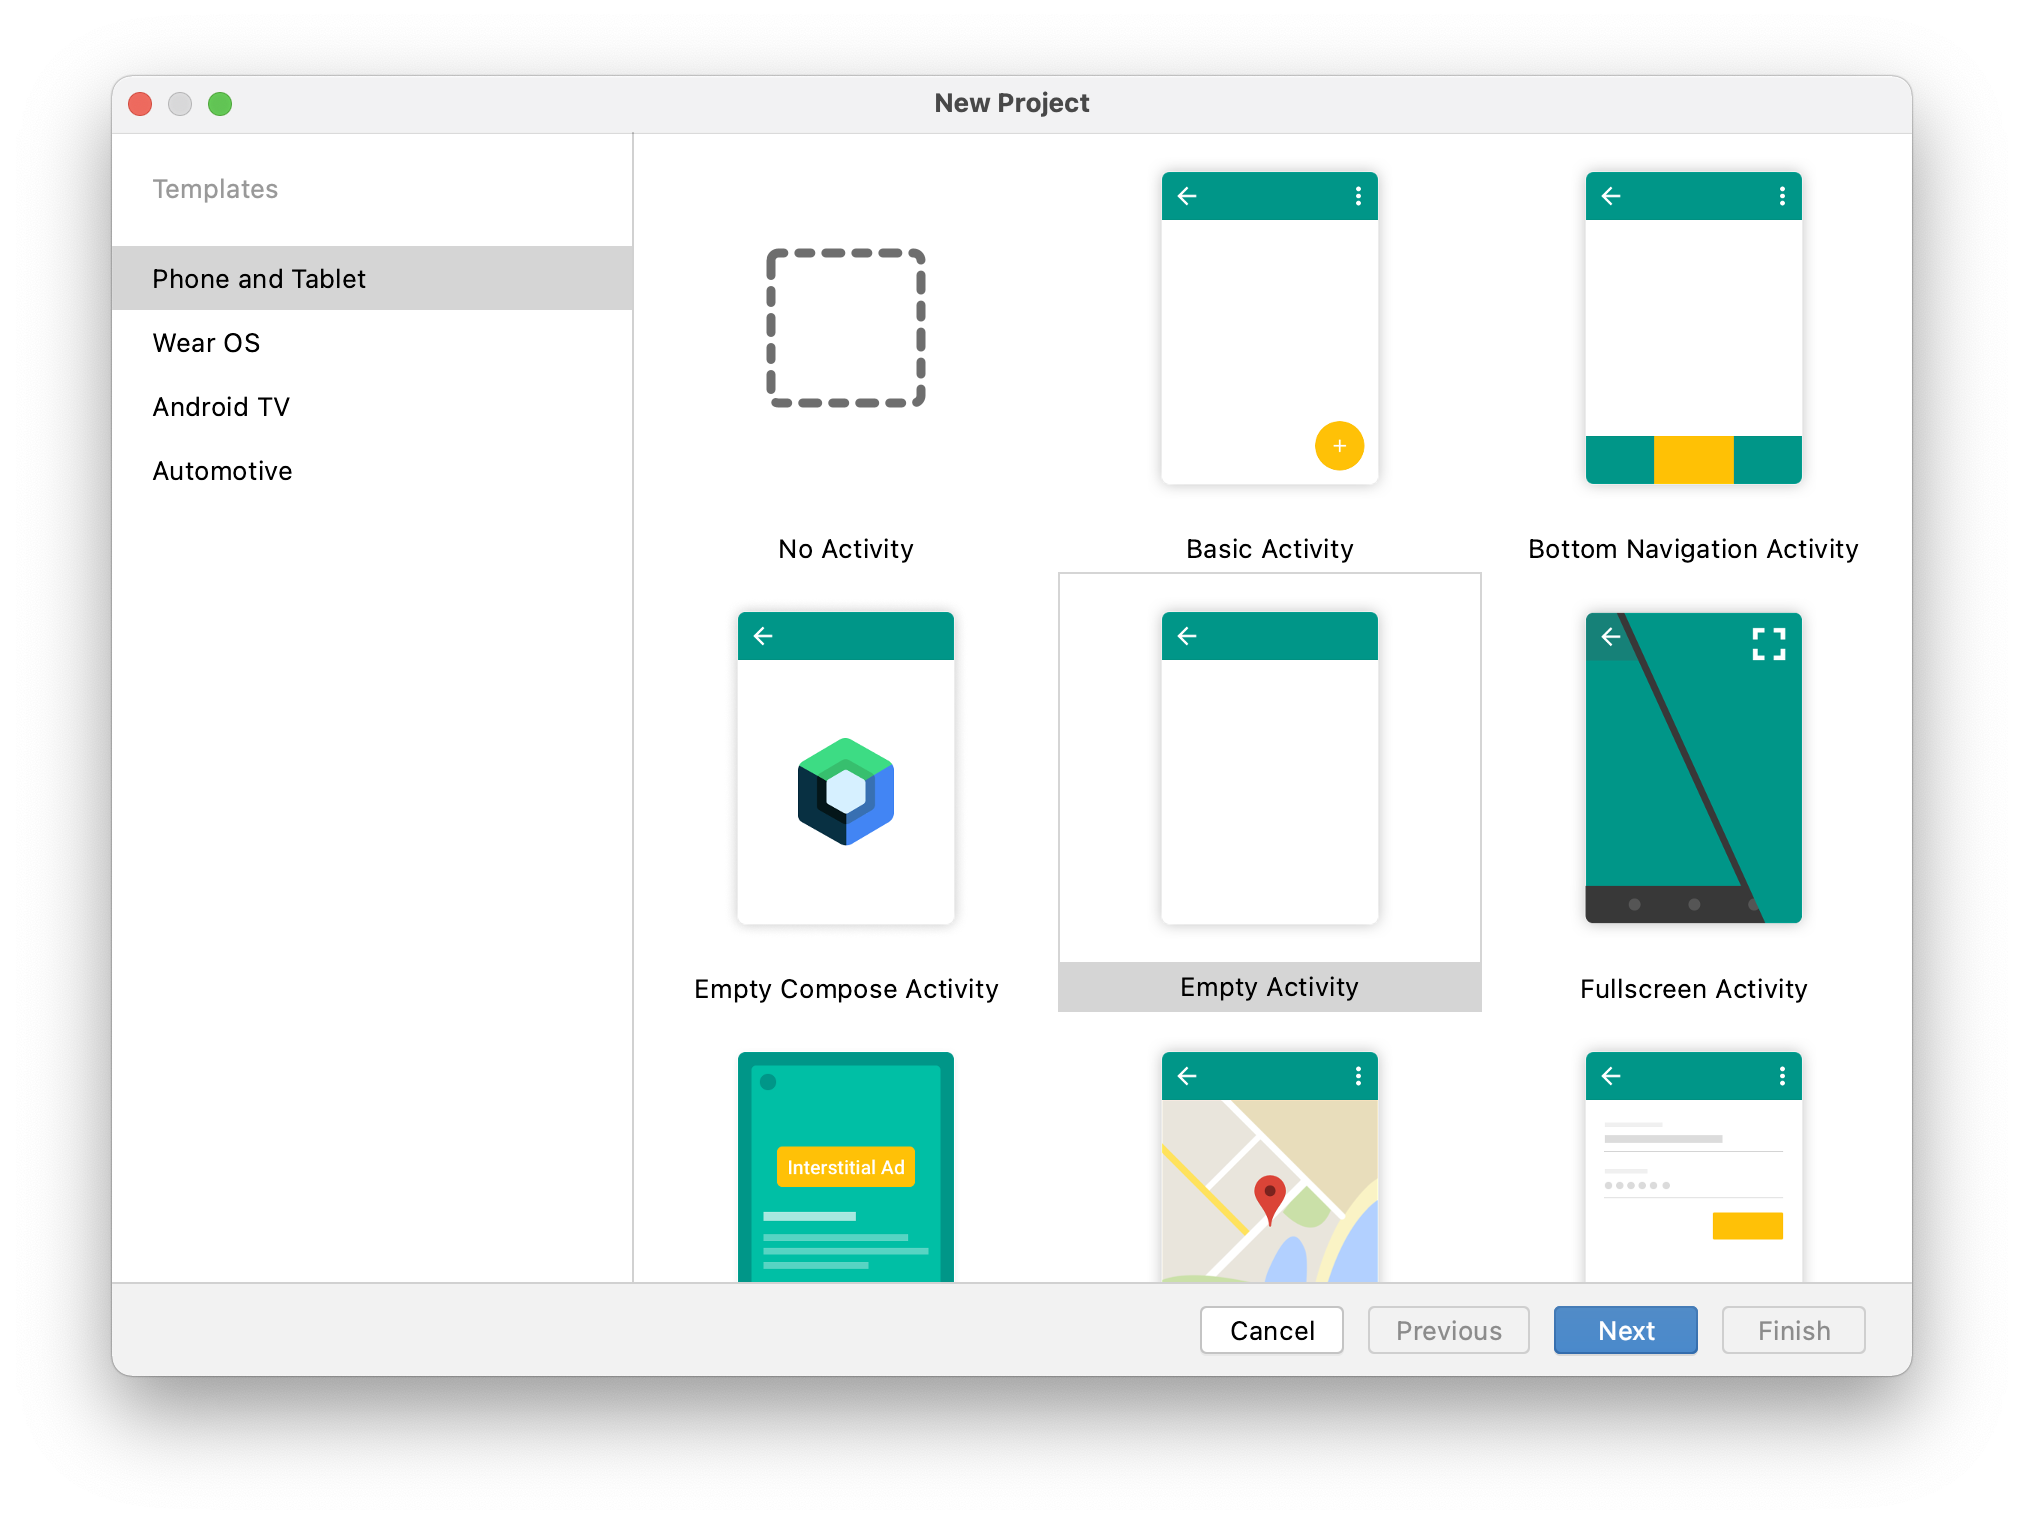 New Project
Templates
Phone and Tablet
Wear OS
Android TV
Automotive
No Activity
Basic Activity
Bottom Navigation Activity
Empty Compose Activity
Empty Activity
Fullscreen Activity
Interstitial Ad
Cancel
Previous
Next
Finish